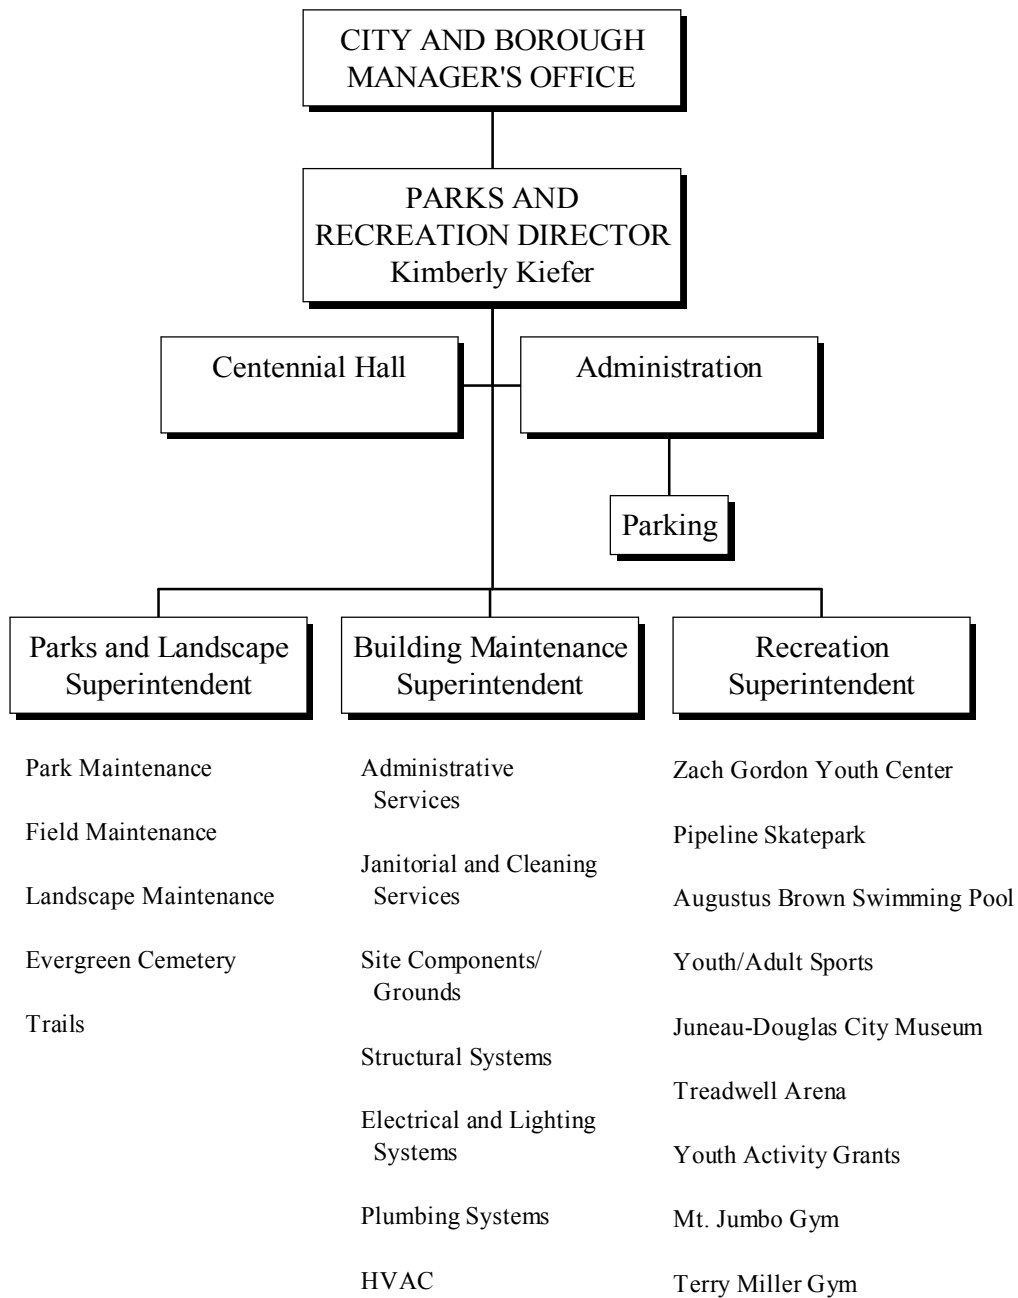 CITY AND BOROUGH
MANAGER'S OFFICE
PARKS AND
RECREATION DIRECTOR
Kimberly Kiefer
Centennial Hall
Administration
Parking
Parks and Landscape
Superintendent
Building Maintenance
Superintendent
Recreation
Superintendent
Park Maintenance
Field Maintenance
Landscape Maintenance
Evergreen Cemetery
Trails
Administrative
Services
Janitorial and Cleaning
Services
Site Components/
Grounds
Structural Systems
Electrical and Lighting
Systems
Plumbing Systems
HVAC
Zach Gordon Youth Center
Pipeline Skatepark
Augustus Brown Swimming Pool
Youth/Adult Sports
Juneau-Douglas City Museum
Treadwell Arena
Youth Activity Grants
Mt. Jumbo Gym
Terry Miller Gym